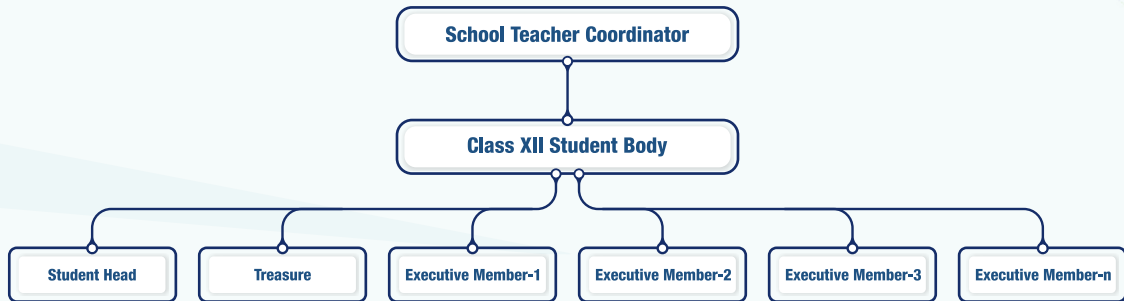 School Teacher Coordinator
Class XII Student Body
Student Head
Treasure
Executive Member-1
Executive Member-2
Executive Member-3
Executive Member-n